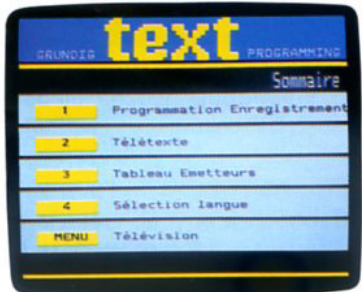 GRUNDIG text PROGRAMMING
Sommaire
1 Programmation Enregistrement
2 Télétexte
3 Tableau Emetteurs
4 Sélection langue
MENU Télévision